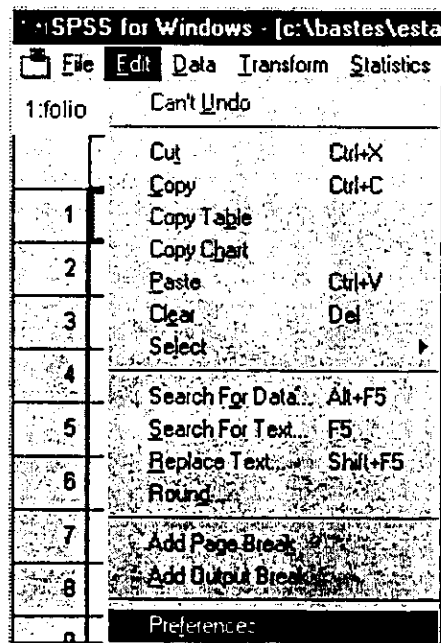 SPSS for Windows - [c:\bastes\esta
File Edit Data Transform Statistics
1:folio
Can't Undo
Cut Ctrl+X
Copy Ctrl+C
1 Copy Table
Copy Chart
2 Paste Ctrl+V
3 Clear Del
Select
4
Search For Data... Alt+F5
5 Search For Text... F5
Replace Text... Shift+F5
6 Round...
7 Add Page Break
8 Add Output Break
9 Preferences